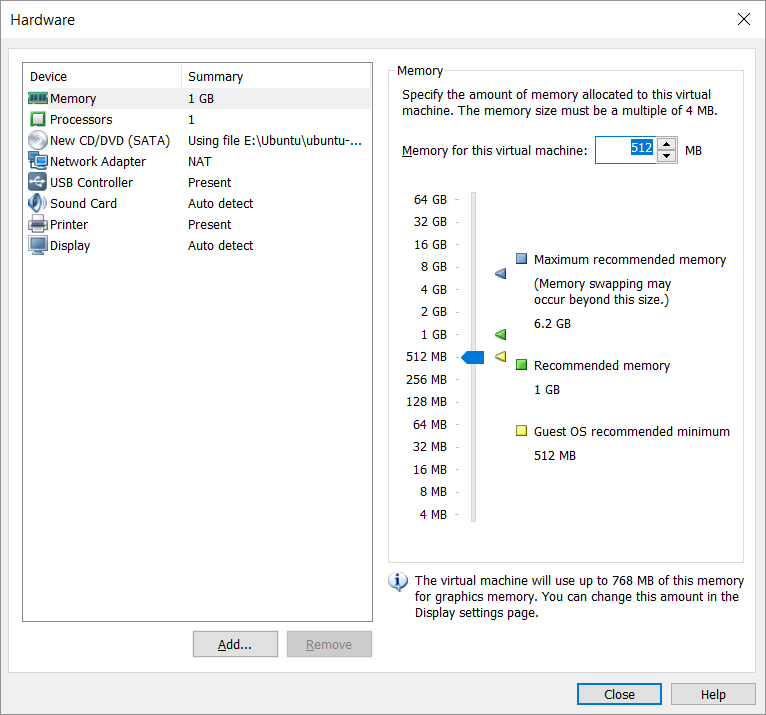 Hardware
Device Summary
Memory 1 GB
Processors 1
New CD/DVD (SATA) Using file E:\Ubuntu\ubuntu-...
Network Adapter NAT
USB Controller Present
Sound Card Auto detect
Printer Present
Display Auto detect
Add... Remove
Memory
Specify the amount of memory allocated to this virtual
machine. The memory size must be a multiple of 4 MB.
Memory for this virtual machine: 512 MB
64 GB
32 GB
16 GB
8 GB
4 GB
2 GB
1 GB
512 MB
256 MB
128 MB
64 MB
32 MB
16 MB
8 MB
4 MB
Maximum recommended memory
(Memory swapping may
occur beyond this size.)
6.2 GB
Recommended memory
1 GB
Guest OS recommended minimum
512 MB
The virtual machine will use up to 768 MB of this memory
for graphics memory. You can change this amount in the
Display settings page.
Close Help